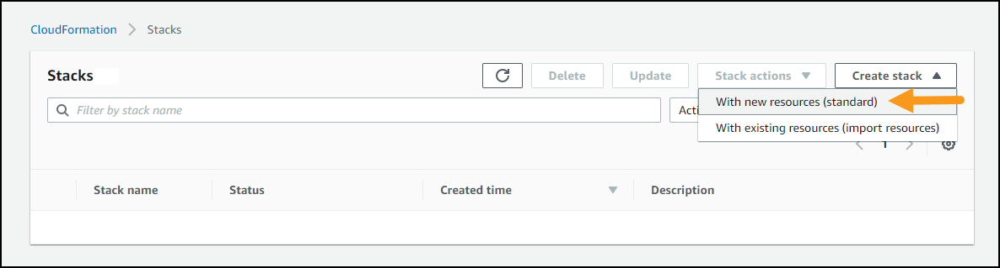 CloudFormation > Stacks
Stacks Delete Update Stack actions Create stack
Filter by stack name Acti With new resources (standard)
With existing resources (import resources)
1
Stack name Status Created time Description